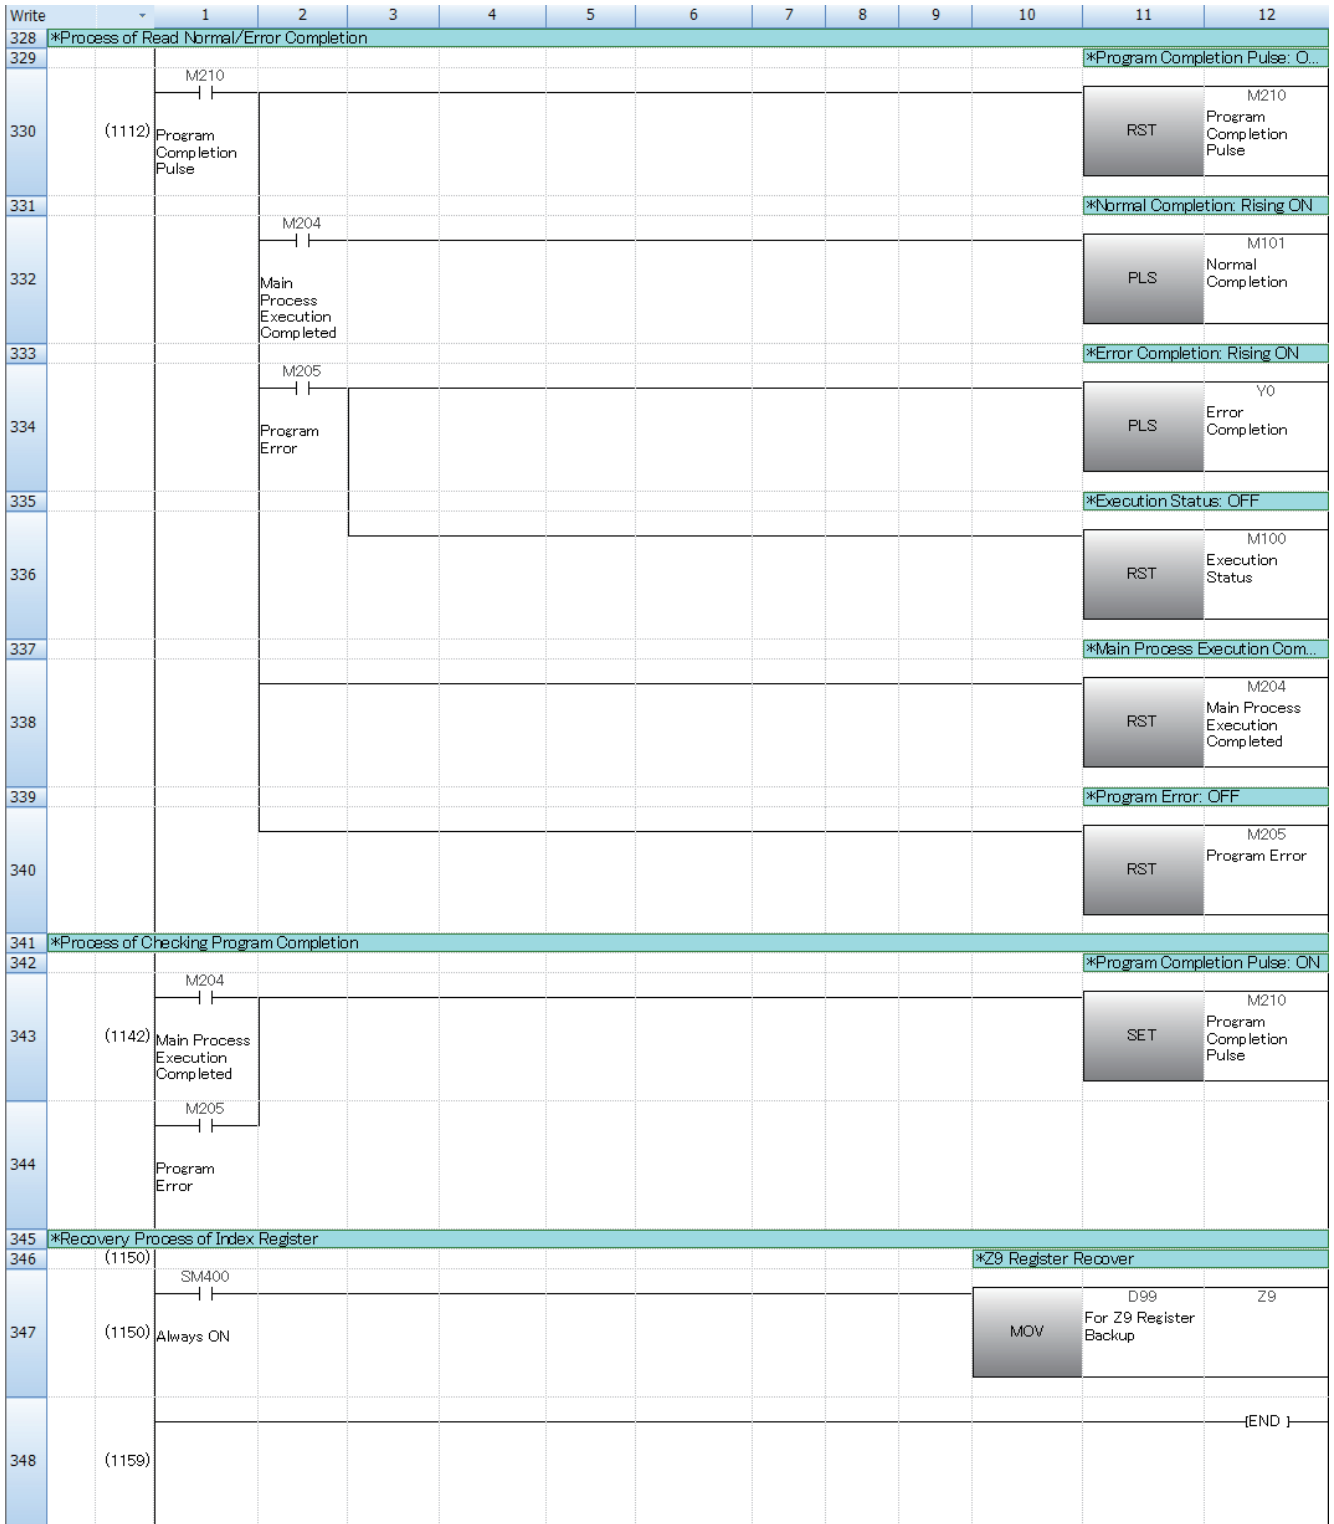 Write 1 2 3 4 5 6 7 8 9 10 11 12
328 *Process of Read Normal/Error Completion
329 *Program Completion Pulse: O...
M210
M210
330 (1112) Program
Completion
Pulse
RST
Program
Completion
Pulse
331 *Normal Completion: Rising ON
M204
M101
332
Main
Process
Execution
Completed
PLS
Normal
Completion
333 *Error Completion: Rising ON
M205
Y0
334
Program
Error
PLS
Error
Completion
335 *Execution Status: OFF
M100
336
RST
Execution
Status
337 *Main Process Execution Com...
M204
338
RST
Main Process
Execution
Completed
339 *Program Error: OFF
M205
340
RST
Program Error
341 *Process of Checking Program Completion
342 *Program Completion Pulse: ON
M204
M210
343 (1142) Main Process
Execution
Completed
SET
Program
Completion
Pulse
M205
344
Program
Error
345 *Recovery Process of Index Register
346 (1150) *Z9 Register Recover
SM400
D99 Z9
347 (1150) Always ON
MOV
For Z9 Register
Backup
[END ]
348 (1159)